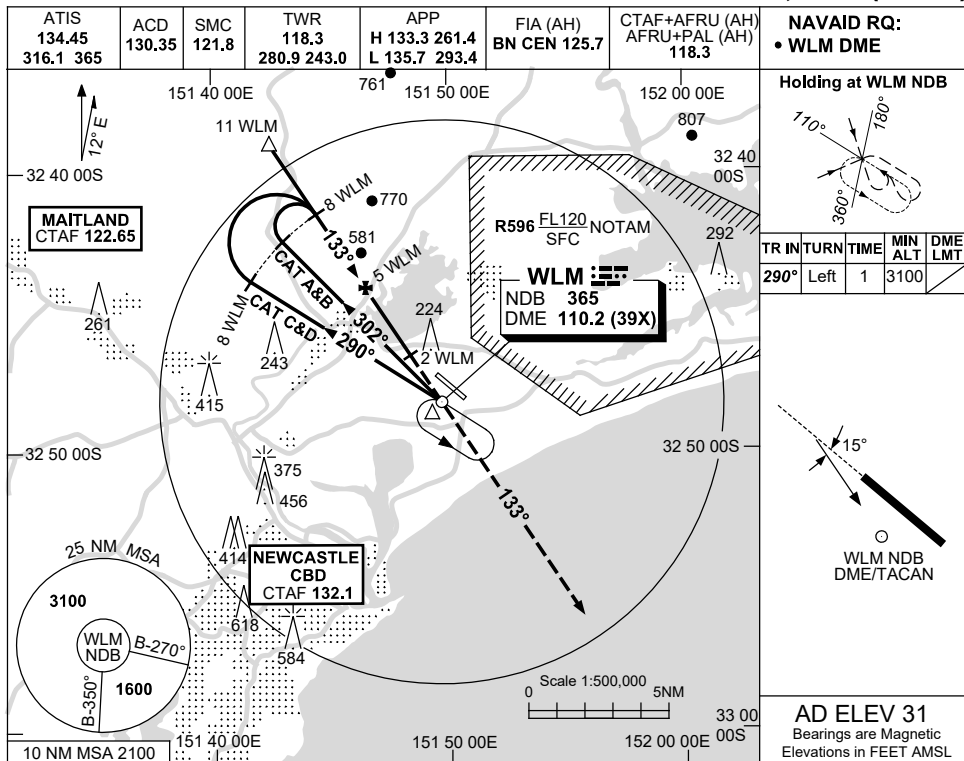 ATIS
134.45
316.1 365
ACD
130.35
SMC
121.8
TWR
118.3
280.9 243.0
APP
H 133.3 261.4
L 135.7 293.4
FIA (AH)
BN CEN 125.7
CTAF+AFRU (AH)
AFRU+PAL (AH)
118.3
NAVAID RQ:
• WLM DME
Holding at WLM NDB
110°
180°
360°
TR IN TURN TIME MIN ALT DME LMT
290° Left 1 3100
15°
WLM NDB
DME/TACAN
AD ELEV 31
Bearings are Magnetic
Elevations in FEET AMSL
12° E
151 40 00E
761
151 50 00E
152 00 00E
11 WLM
807
32 40 00S
32 40
00S
8 WLM
770
MAITLAND
CTAF 122.65
133°
581
5 WLM
R596 FL120
SFC
NOTAM
292
WLM
NDB 365
DME 110.2 (39X)
CAT A&B
302°
CAT C&D
290°
224
2 WLM
261
8 WLM
243
415
32 50 00S
32 50 00S
375
456
133°
414
NEWCASTLE
CBD
CTAF 132.1
618
584
25 NM MSA
3100
WLM
NDB
B-270°
B-350°
1600
10 NM MSA 2100
Scale 1:500,000
0 5NM
33 00
00S
151 40 00E
151 50 00E
152 00 00E